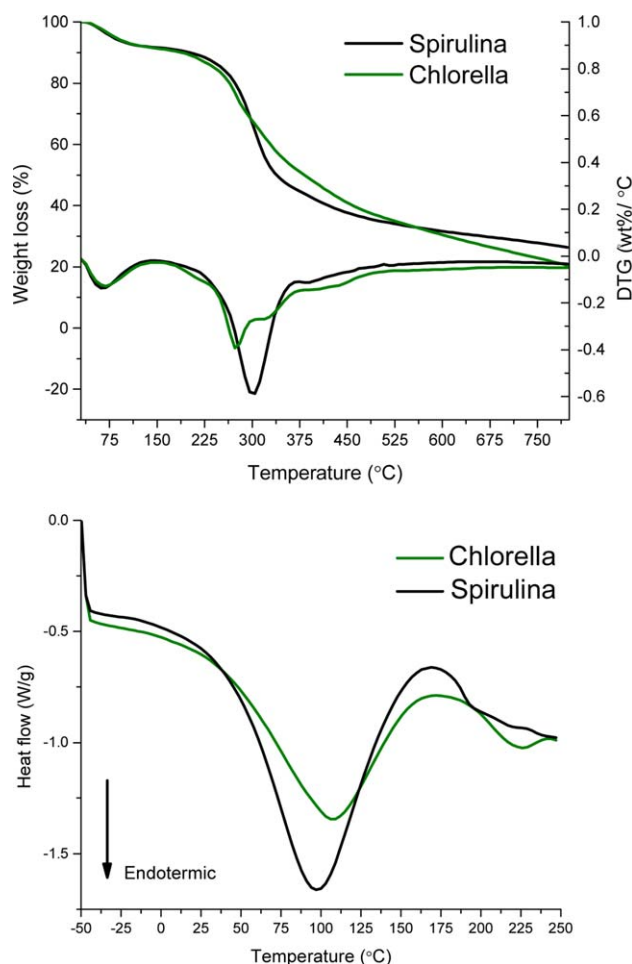 100
80
60
40
20
0
-20
Weight loss (%)
Spirulina
Chlorella
1.0
0.8
0.6
0.4
0.2
0.0
-0.2
-0.4
-0.6
DTG (wt%/ °C)
75 150 225 300 375 450 525 600 675 750
Temperature (°C)
0.0
-0.5
-1.0
-1.5
Heat flow (W/g)
Chlorella
Spirulina
Endotermic
-50 -25 0 25 50 75 100 125 150 175 200 225 250
Temperature (°C)